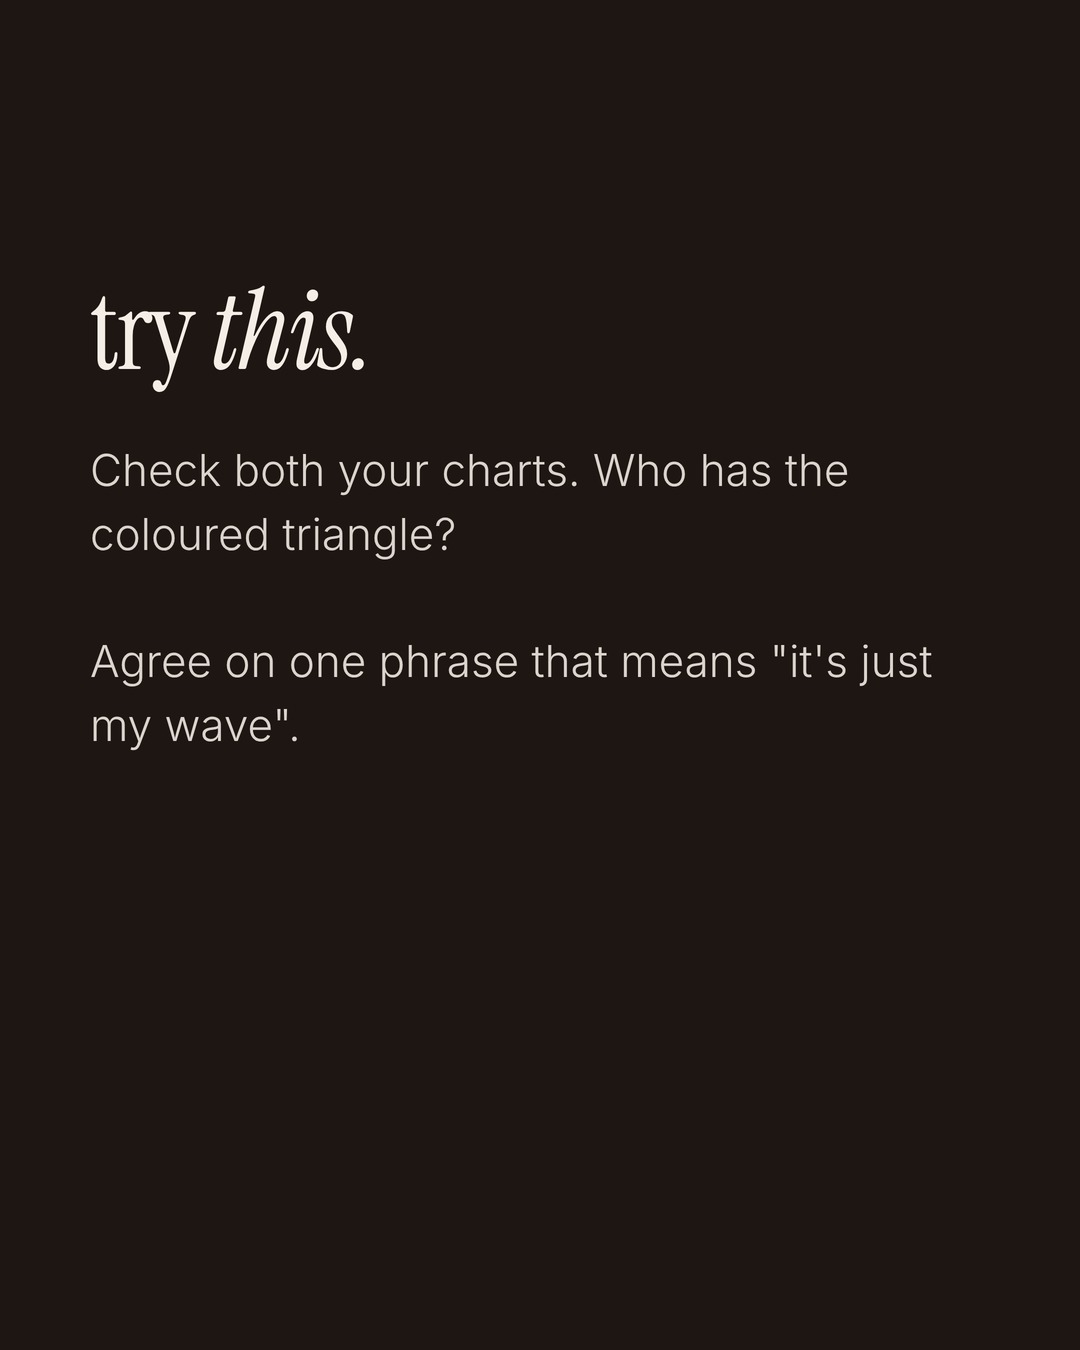 try this.
Check both your charts. Who has the
coloured triangle?
Agree on one phrase that means "it's just
my wave".